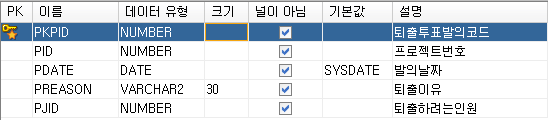 PK 이름 데이터 유형 크기 널이 아님 기본값 설명
PKPID NUMBER 퇴출투표발의코드
PID NUMBER 프로젝트번호
PDATE DATE SYSDATE 발의날짜
PREASON VARCHAR2 30 퇴출이유
PJID NUMBER 퇴출하려는인원